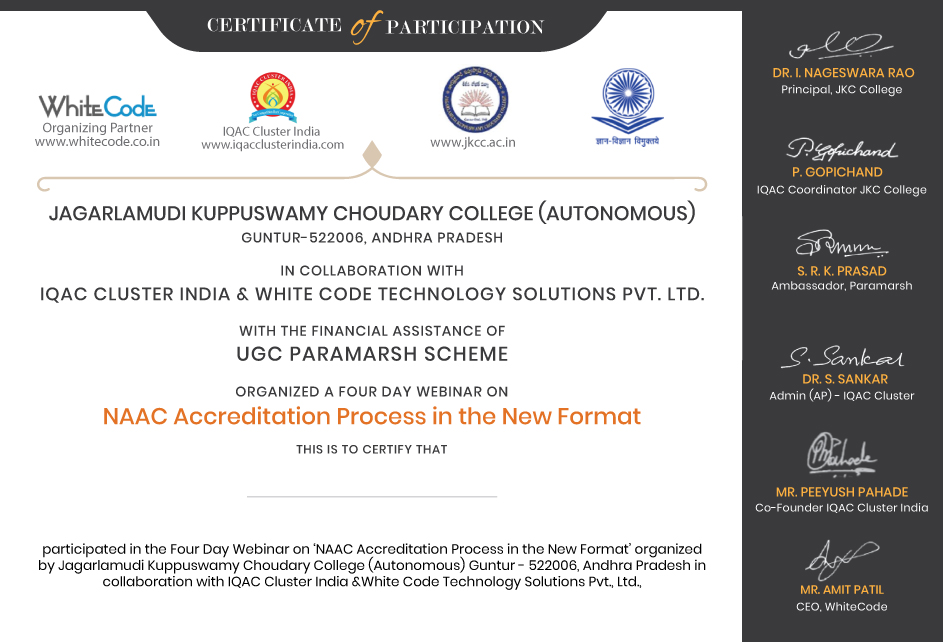 CERTIFICATE of PARTICIPATION
WhiteCode
Organizing Partner
www.whitecode.co.in
IQAC CLUSTER INDIA
IQAC Cluster India
www.iqacclusterindia.com
www.jkcc.ac.in
ज्ञान-विज्ञान विमुक्तये
JAGARLAMUDI KUPPUSWAMY CHOUDARY COLLEGE (AUTONOMOUS)
GUNTUR-522006, ANDHRA PRADESH
IN COLLABORATION WITH
IQAC CLUSTER INDIA & WHITE CODE TECHNOLOGY SOLUTIONS PVT. LTD.
WITH THE FINANCIAL ASSISTANCE OF
UGC PARAMARSH SCHEME
ORGANIZED A FOUR DAY WEBINAR ON
NAAC Accreditation Process in the New Format
THIS IS TO CERTIFY THAT
participated in the Four Day Webinar on ‘NAAC Accreditation Process in the New Format’ organized
by Jagarlamudi Kuppuswamy Choudary College (Autonomous) Guntur - 522006, Andhra Pradesh in
collaboration with IQAC Cluster India &White Code Technology Solutions Pvt., Ltd.,
DR. I. NAGESWARA RAO
Principal, JKC College
P. Gopichand
P. GOPICHAND
IQAC Coordinator JKC College
S. R. K. PRASAD
Ambassador, Paramarsh
S. Sankar
DR. S. SANKAR
Admin (AP) - IQAC Cluster
PMPahade
MR. PEEYUSH PAHADE
Co-Founder IQAC Cluster India
MR. AMIT PATIL
CEO, WhiteCode